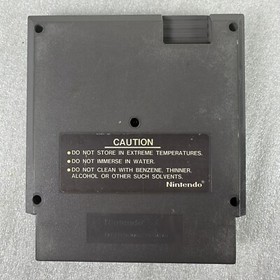 CAUTION
● DO NOT STORE IN EXTREME TEMPERATURES.
● DO NOT IMMERSE IN WATER.
● DO NOT CLEAN WITH BENZENE, THINNER,
ALCOHOL OR OTHER SUCH SOLVENTS.
Nintendo